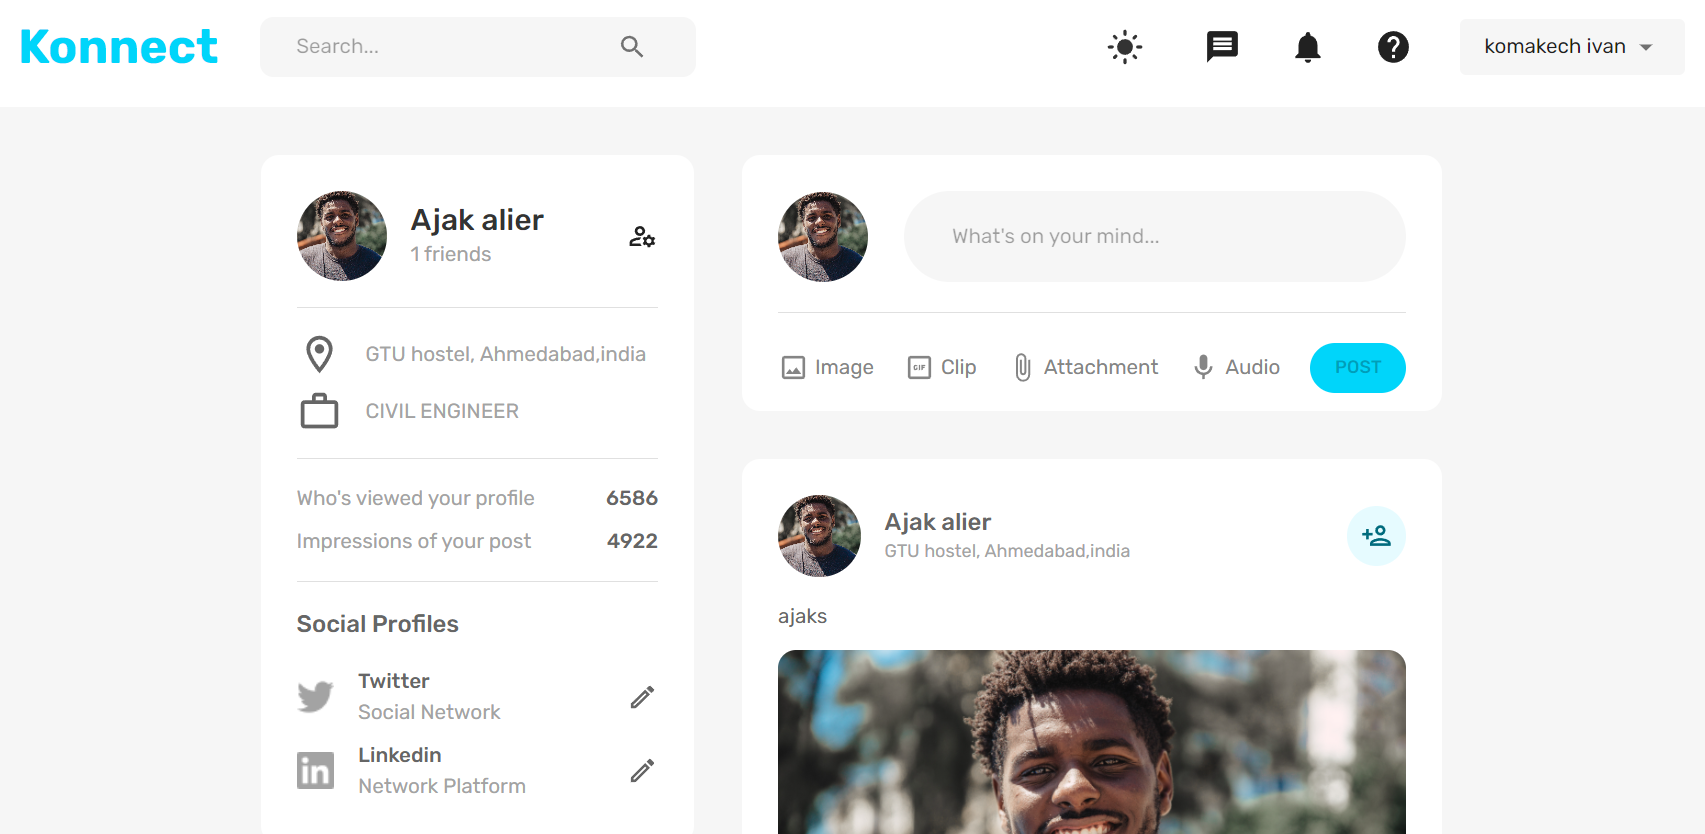 Konnect
Search...
komakech ivan
Ajak alier
1 friends
GTU hostel, Ahmedabad,india
CIVIL ENGINEER
Who's viewed your profile 6586
Impressions of your post 4922
Social Profiles
Twitter
Social Network
Linkedin
Network Platform
What's on your mind...
Image GIF Clip Attachment Audio POST
Ajak alier
GTU hostel, Ahmedabad,india
ajaks